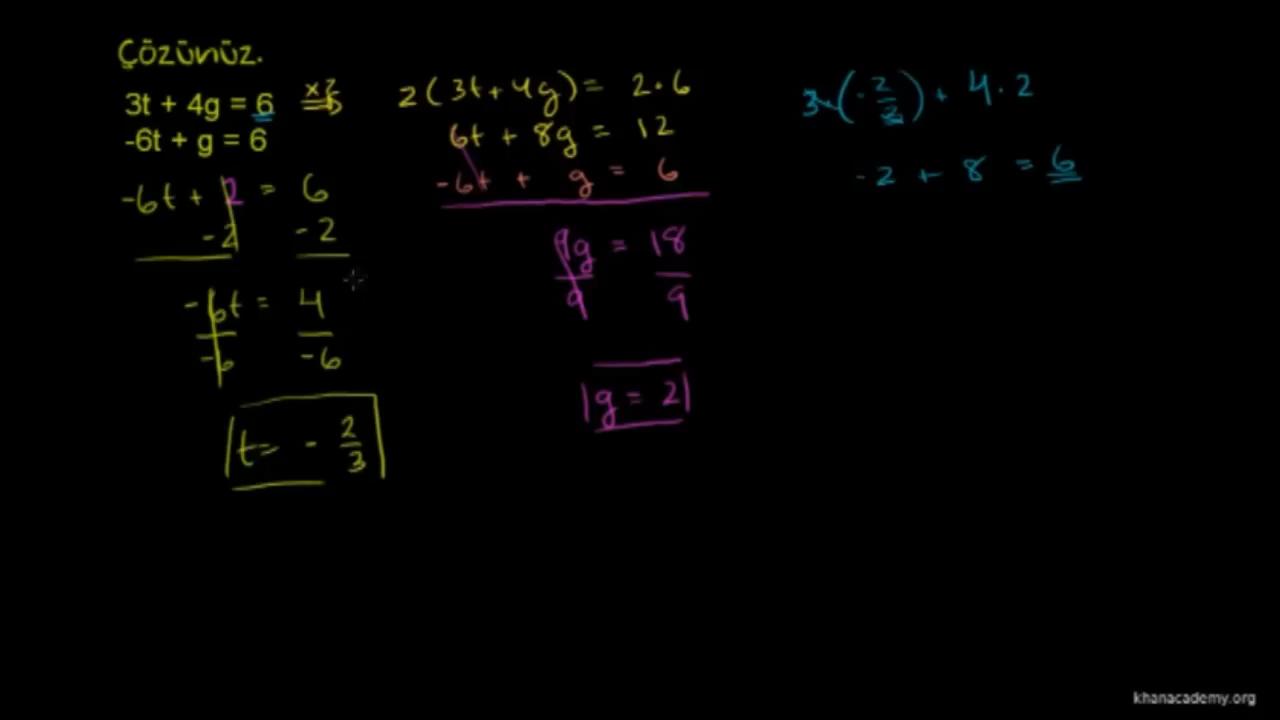 Çözünüz.
3t + 4g = 6
-6t + g = 6
-6t + 2 = 6
-2 -2
-6t = 4
-6 -6
t = - 2/3
2(3t + 4g) = 2·6
6t + 8g = 12
-6t + g = 6
9g = 18
9 9
g = 2
(-2/3) + 4·2
-2 + 8 = 6
khanacademy.org